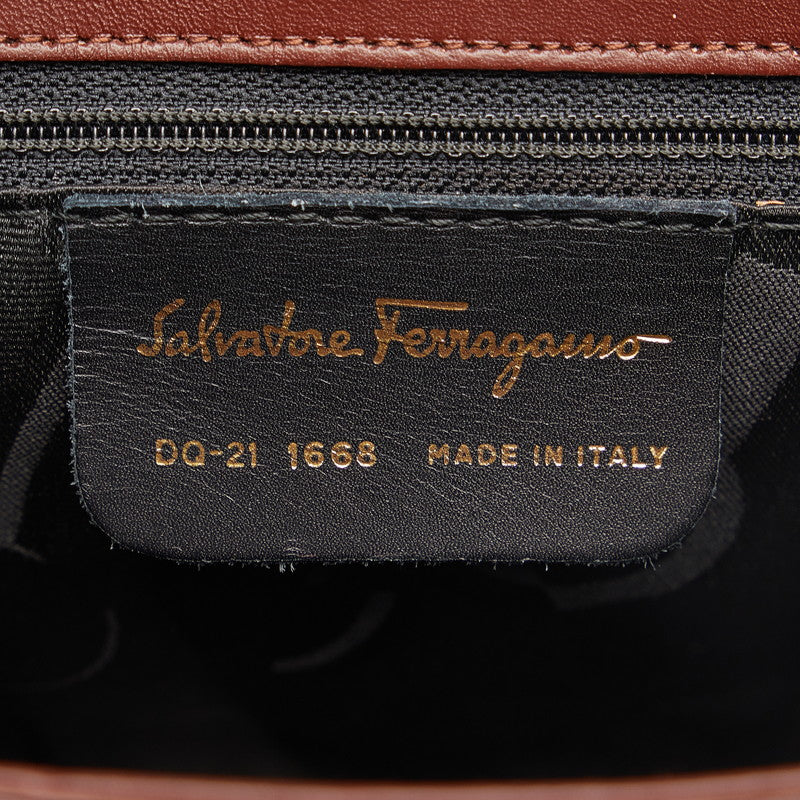 Salvatore Ferragamo
DQ-21 1668 MADE IN ITALY